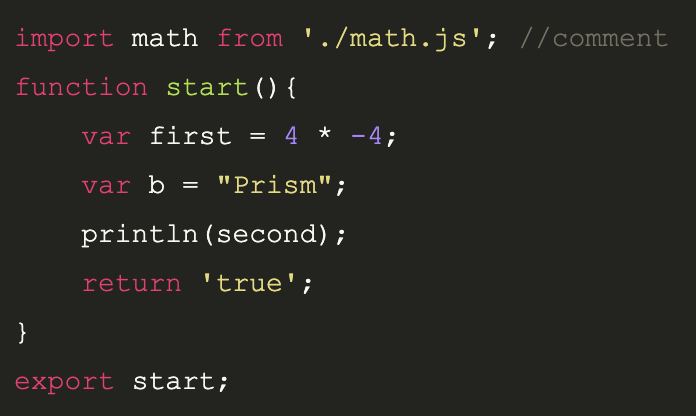 import math from './math.js'; //comment
function start(){
    var first = 4 * -4;
    var b = "Prism";
    println(second);
    return 'true';
}
export start;